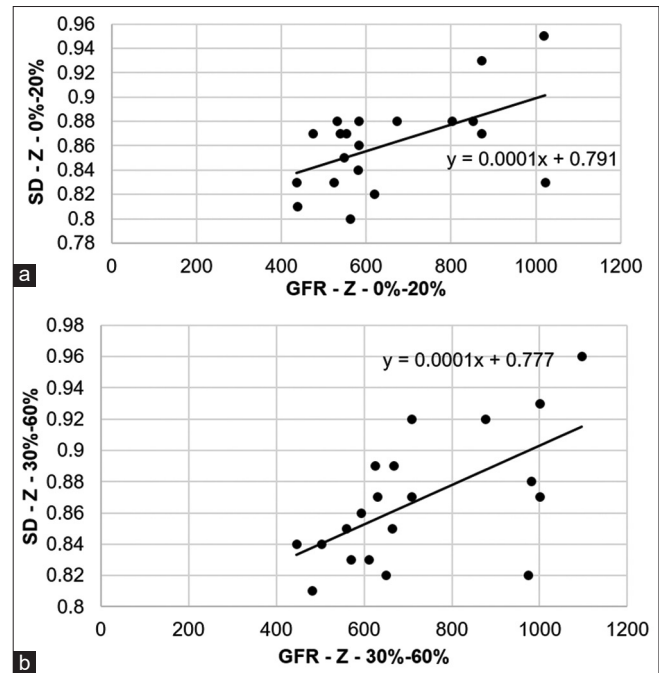 0.96
0.94
0.92
0.9
0.88
0.86
0.84
0.82
0.8
0.78
SD - Z - 0%-20%
y = 0.0001x + 0.791
0 200 400 600 800 1000 1200
GFR - Z - 0%-20%
a
0.98
0.96
0.94
0.92
0.9
0.88
0.86
0.84
0.82
0.8
SD - Z - 30%-60%
y = 0.0001x + 0.777
0 200 400 600 800 1000 1200
GFR - Z - 30%-60%
b